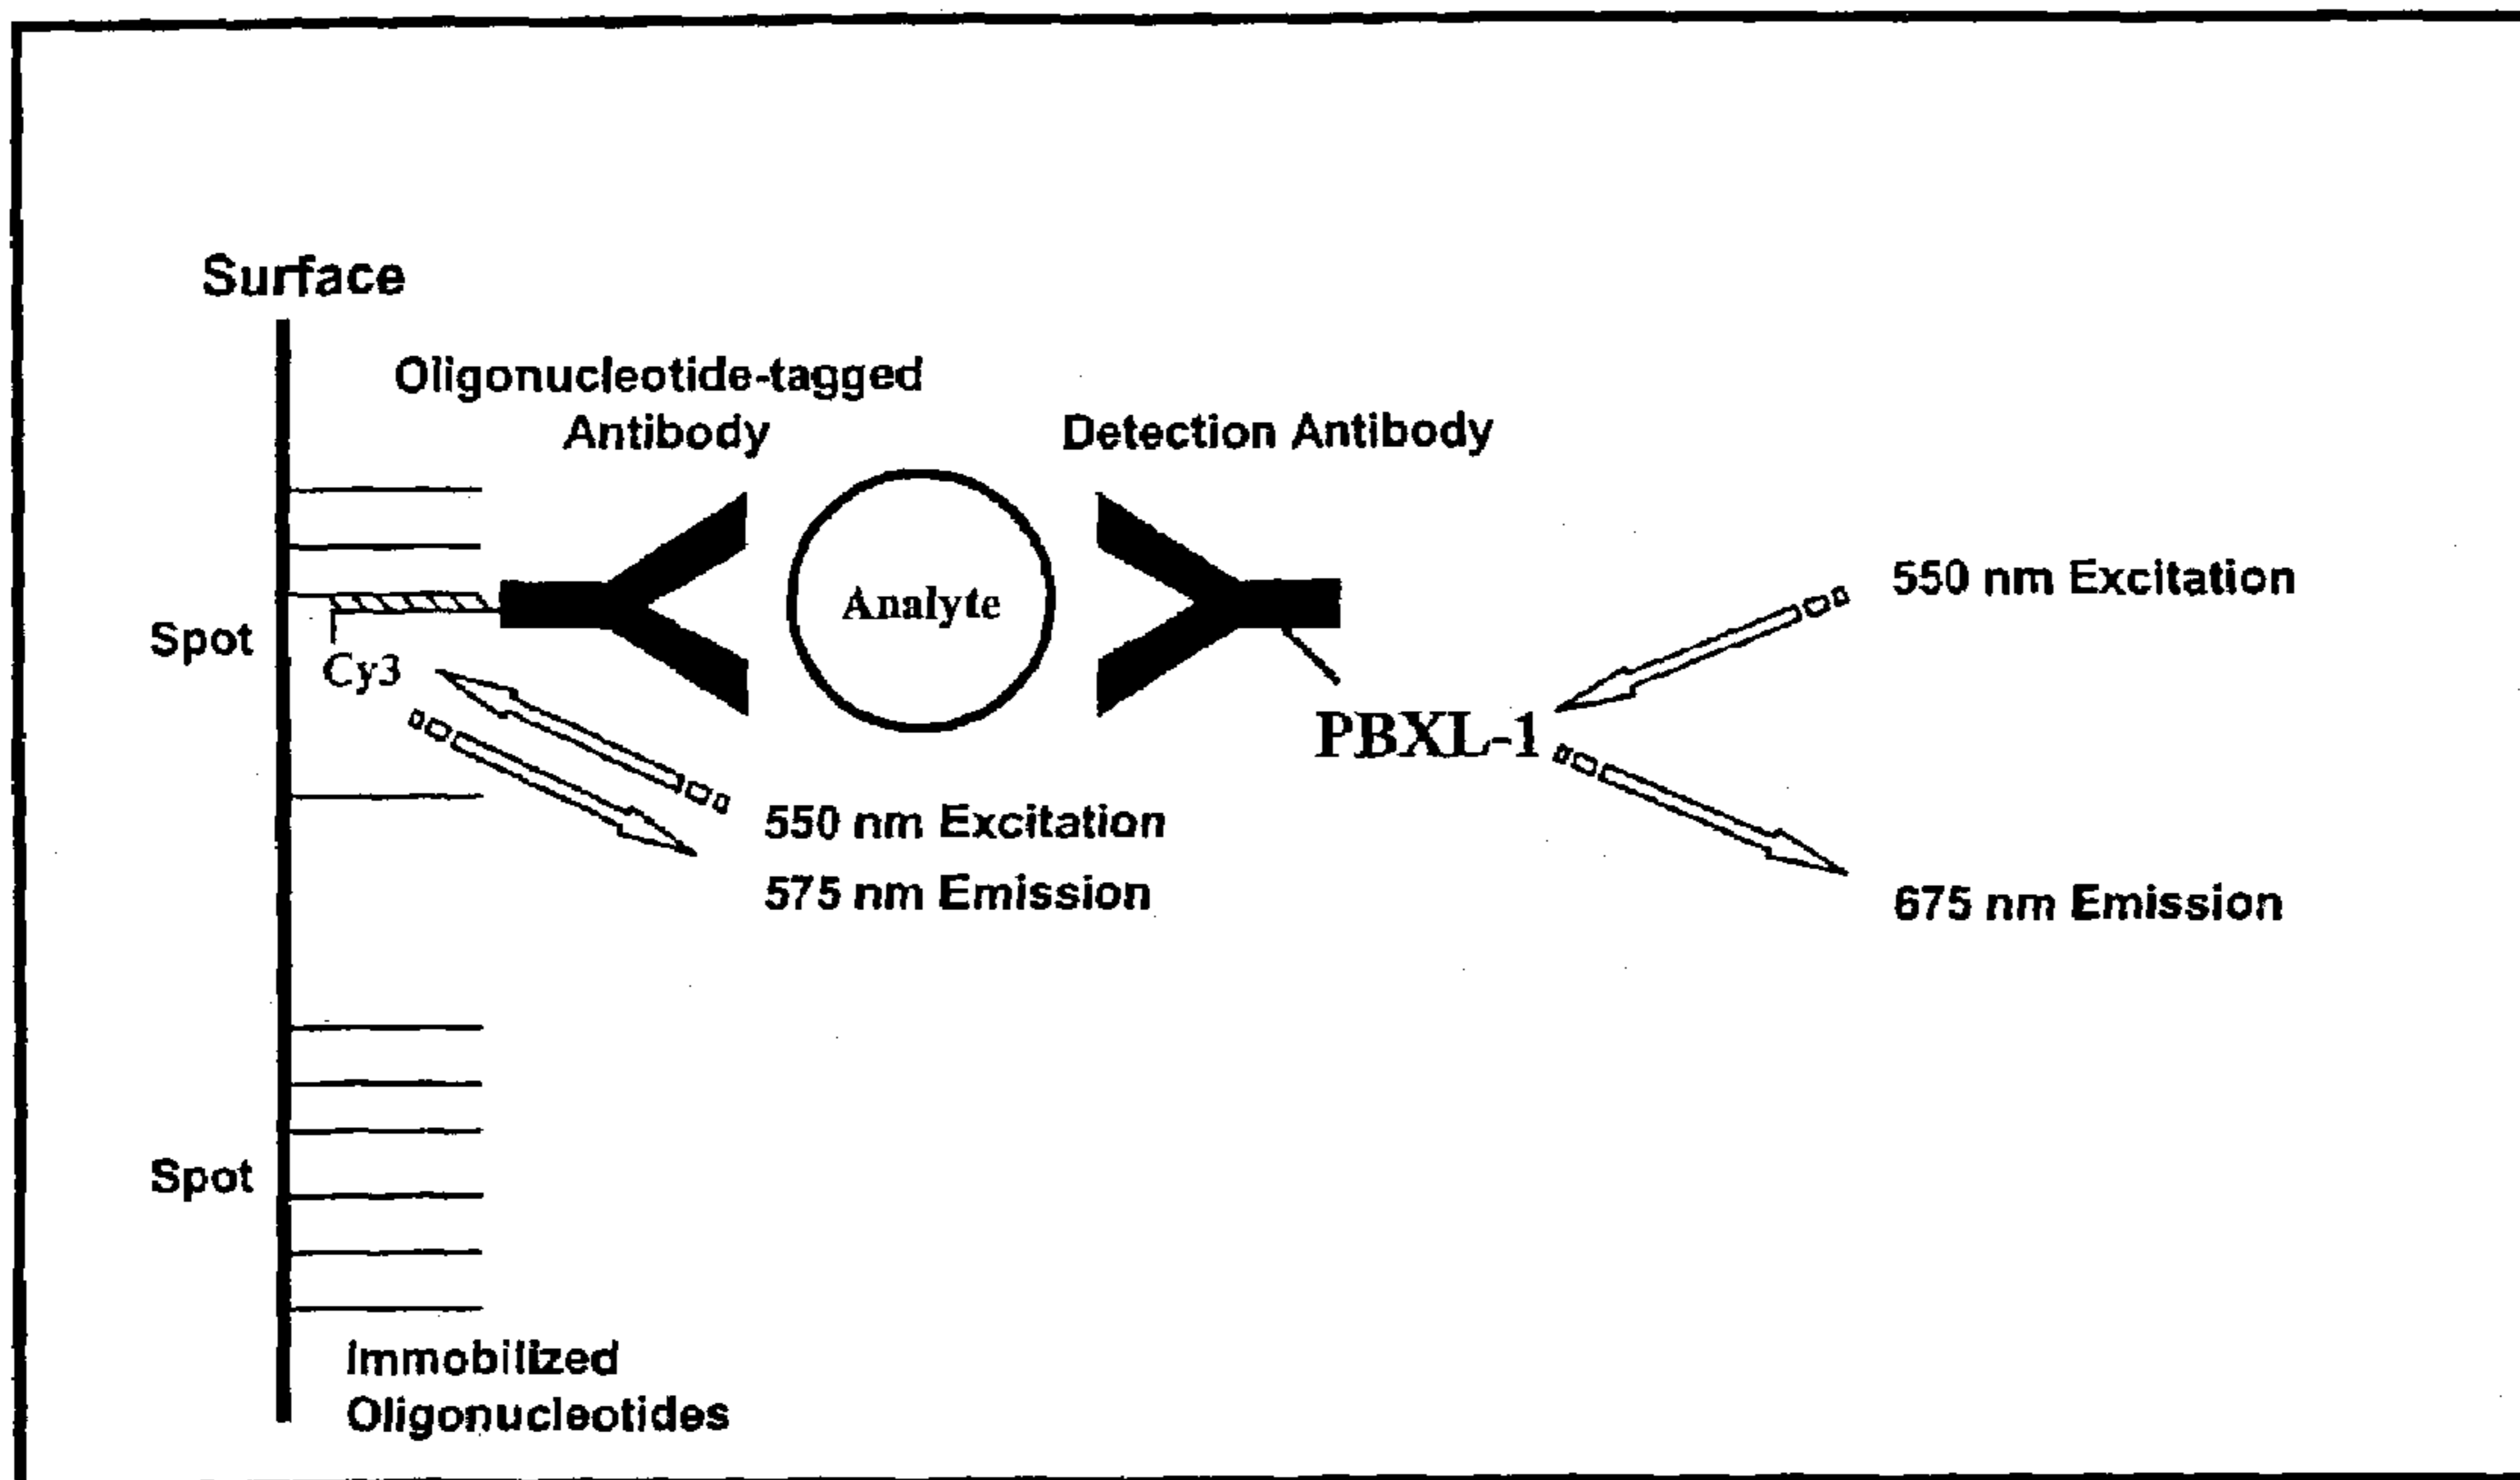 Surface
Oligonucleotide-tagged
Antibody
Detection Antibody
Analyte
550 nm Excitation
Spot
Cy3
PBXL-1
550 nm Excitation
575 nm Emission
675 nm Emission
Spot
Immobilized
Oligonucleotides